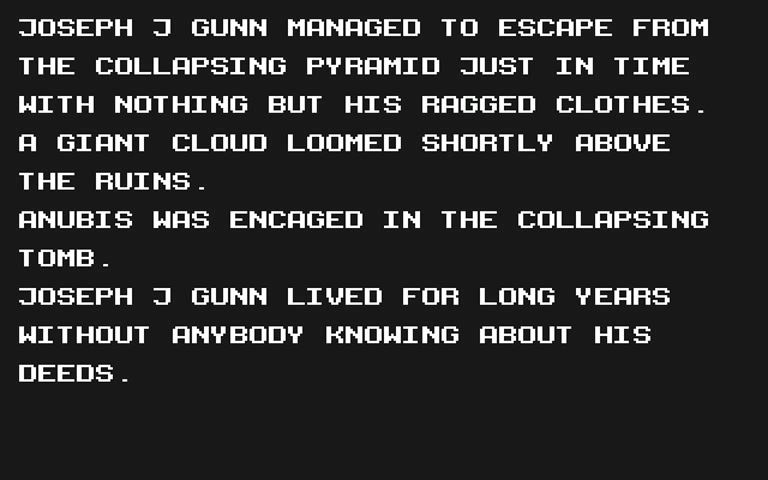 JOSEPH J GUNN MANAGED TO ESCAPE FROM
THE COLLAPSING PYRAMID JUST IN TIME
WITH NOTHING BUT HIS RAGGED CLOTHES.
A GIANT CLOUD LOOMED SHORTLY ABOVE
THE RUINS.
ANUBIS WAS ENCAGED IN THE COLLAPSING
TOMB.
JOSEPH J GUNN LIVED FOR LONG YEARS
WITHOUT ANYBODY KNOWING ABOUT HIS
DEEDS.